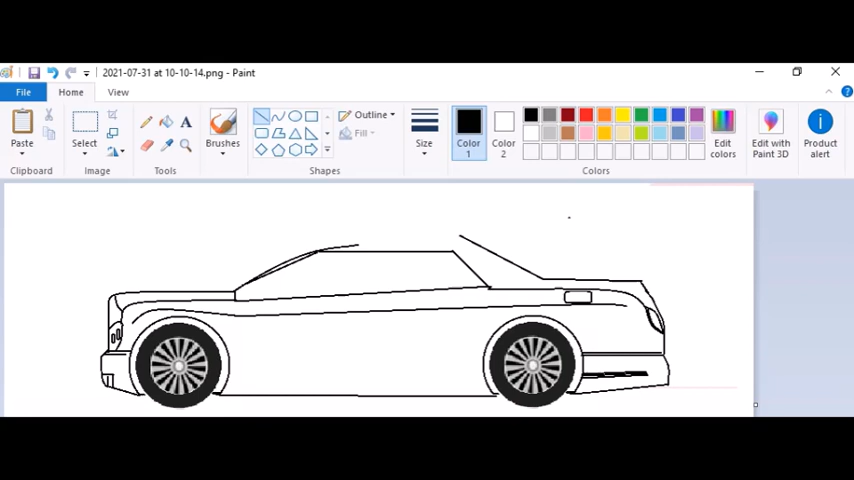 2021-07-31 at 10-10-14.png - Paint
File Home View
Paste Select Brushes Outline Fill Size Color 1 Color 2 Edit colors Edit with Paint 3D Product alert
Clipboard Image Tools Shapes Colors